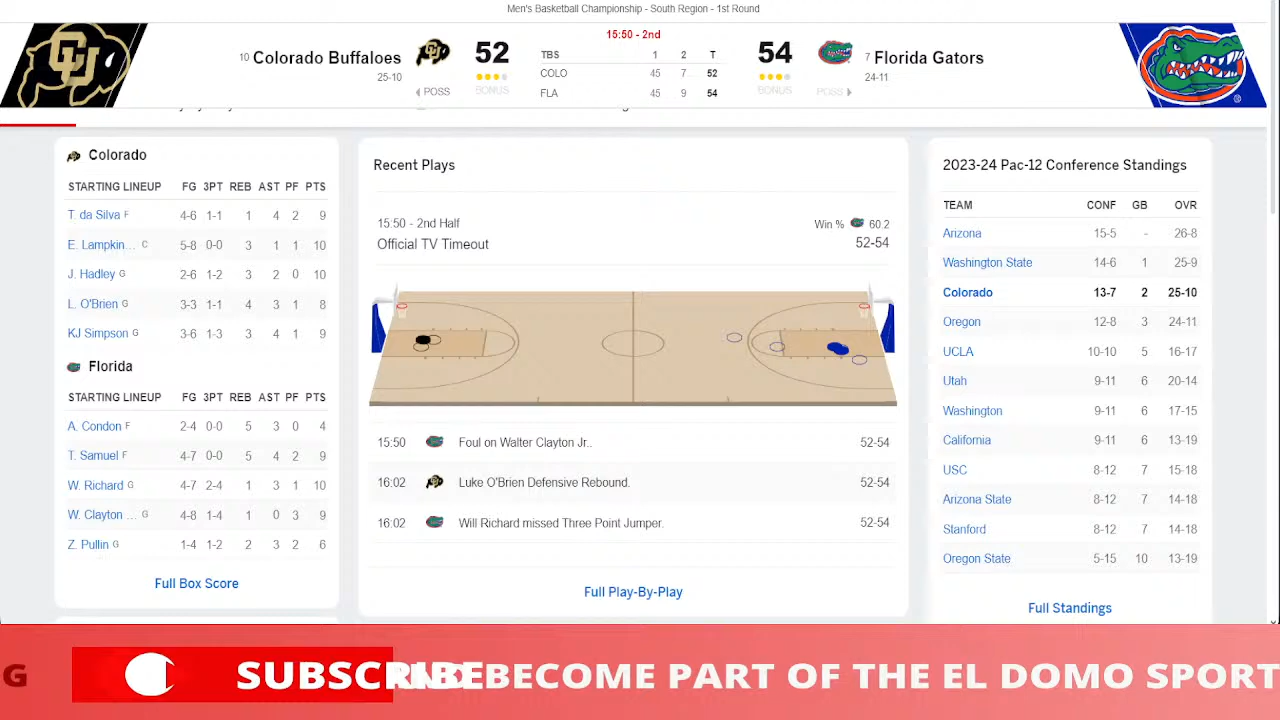 Men's Basketball Championship - South Region - 1st Round
10 Colorado Buffaloes
25-10
52
BONUS
POSS
15:50 - 2nd
TBS 1 2 T
COLO 45 7 52
FLA 45 9 54
54
BONUS
7 Florida Gators
24-11
POSS
Colorado
STARTING LINEUP FG 3PT REB AST PF PTS
T. da Silva F 4-6 1-1 1 4 2 9
E. Lampkin... C 5-8 0-0 3 1 1 10
J. Hadley G 2-6 1-2 3 2 0 10
L. O'Brien G 3-3 1-1 4 3 1 8
KJ Simpson G 3-6 1-3 3 4 1 9
Florida
STARTING LINEUP FG 3PT REB AST PF PTS
A. Condon F 2-4 0-0 5 3 0 4
T. Samuel F 4-7 0-0 5 4 2 9
W. Richard G 4-7 2-4 1 3 1 10
W. Clayton ... G 4-8 1-4 1 0 3 9
Z. Pullin G 1-4 1-2 2 3 2 6
Full Box Score
Recent Plays
15:50 - 2nd Half
Official TV Timeout
Win % 60.2
52-54
15:50 Foul on Walter Clayton Jr.. 52-54
16:02 Luke O'Brien Defensive Rebound. 52-54
16:02 Will Richard missed Three Point Jumper. 52-54
Full Play-By-Play
2023-24 Pac-12 Conference Standings
TEAM CONF GB OVR
Arizona 15-5 - 26-8
Washington State 14-6 1 25-9
Colorado 13-7 2 25-10
Oregon 12-8 3 24-11
UCLA 10-10 5 16-17
Utah 9-11 6 20-14
Washington 9-11 6 17-15
California 9-11 6 13-19
USC 8-12 7 15-18
Arizona State 8-12 7 14-18
Stanford 8-12 7 14-18
Oregon State 5-15 10 13-19
Full Standings
G
SUBSCRIBE
BECOME PART OF THE EL DOMO SPORT